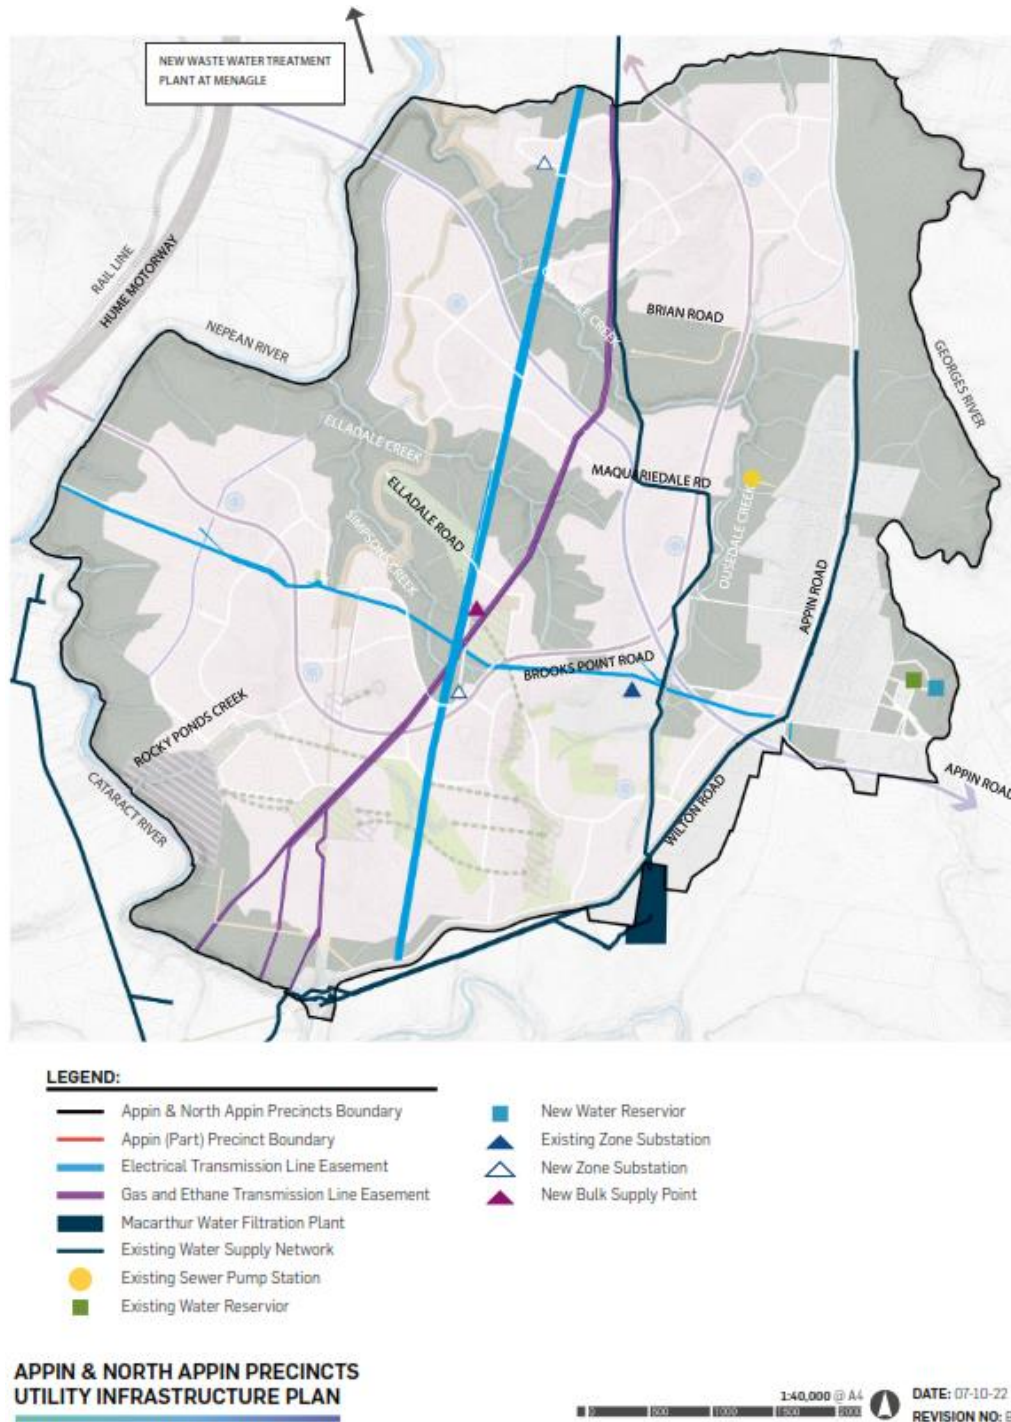 NEW WASTE WATER TREATMENT
PLANT AT MENAGLE
RAIL LINE
HUME MOTORWAY
NEPEAN RIVER
BRIAN ROAD
GEORGES RIVER
ELLADALE CREEK
ELLADALE ROAD
MAQUARIEDALE RD
SIMPSONS CREEK
OUSEDALE CREEK
APPIN ROAD
BROOKS POINT ROAD
ROCKY PONDS CREEK
CATARACT RIVER
WILTON ROAD
APPIN ROAD
LEGEND:
Appin & North Appin Precincts Boundary
Appin (Part) Precinct Boundary
Electrical Transmission Line Easement
Gas and Ethane Transmission Line Easement
Macarthur Water Filtration Plant
Existing Water Supply Network
Existing Sewer Pump Station
Existing Water Reservior
New Water Reservior
Existing Zone Substation
New Zone Substation
New Bulk Supply Point
APPIN & NORTH APPIN PRECINCTS
UTILITY INFRASTRUCTURE PLAN
1:40,000 @ A4
0 500 1000 1500 2000
DATE: 07-10-22
REVISION NO: